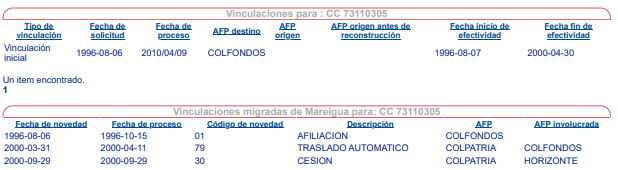 Vinculaciones para : CC 73110305
Tipo de vinculación Fecha de solicitud Fecha de proceso AFP destino AFP origen AFP origen antes de reconstrucción Fecha inicio de efectividad Fecha fin de efectividad
Vinculación inicial 1996-08-06 2010/04/09 COLFONDOS 1996-08-07 2000-04-30
Un item encontrado.
1
Vinculaciones migradas de Mareigua para: CC 73110305
Fecha de novedad Fecha de proceso Código de novedad Descripción AFP AFP involucrada
1996-08-06 1996-10-15 01 AFILIACION COLFONDOS
2000-03-31 2000-04-11 79 TRASLADO AUTOMATICO COLPATRIA COLFONDOS
2000-09-29 2000-09-29 30 CESION COLPATRIA HORIZONTE